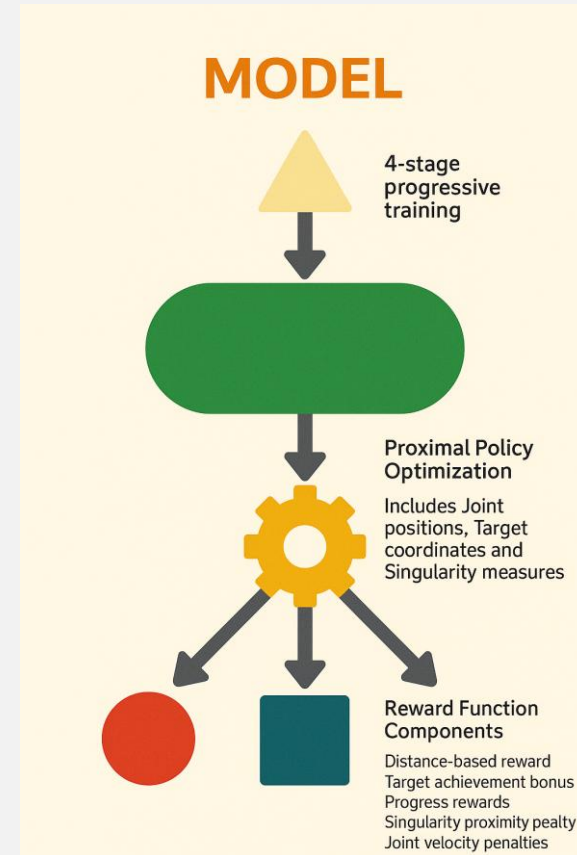 MODEL
4-stage
progressive
training
Proximal Policy
Optimization
Includes Joint
positions, Target
coordinates and
Singularity measures
Reward Function
Components
Distance-based reward
Target achievement bonus
Progress rewards
Singularity proximity pealty
Joint velocity penalties